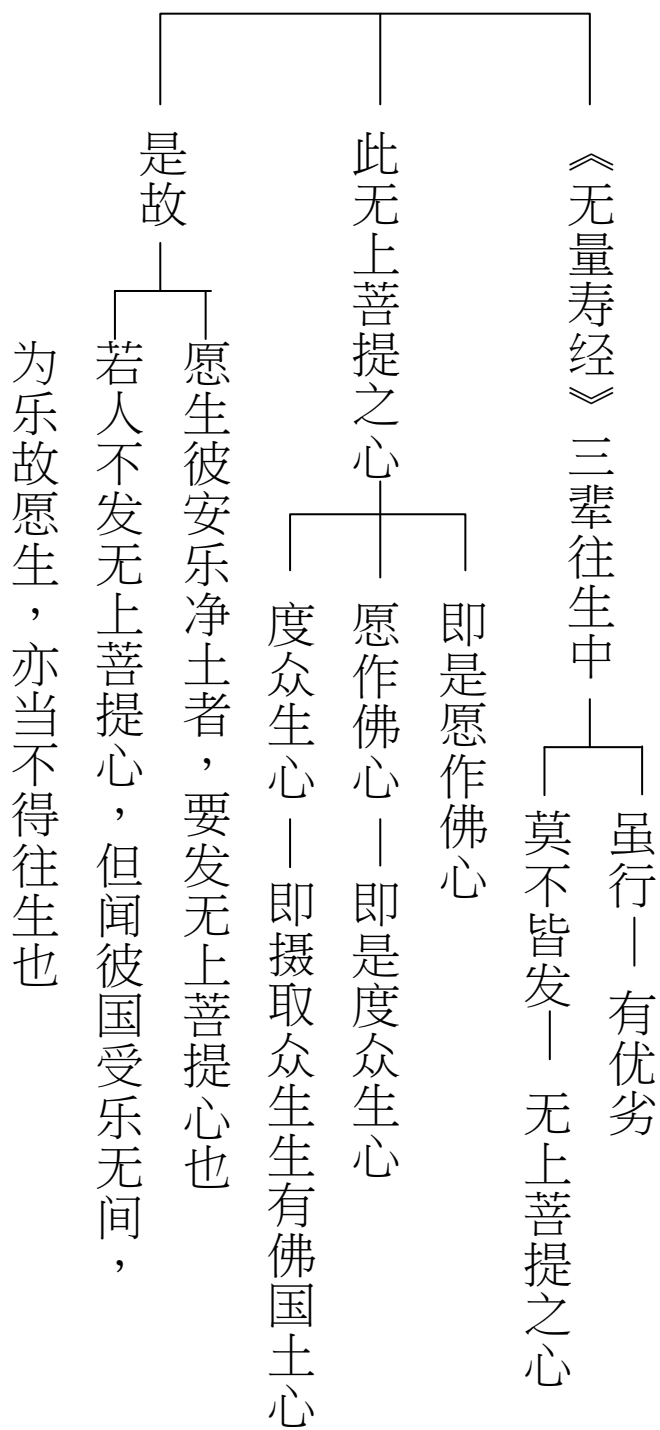 《无量寿经》三辈往生中
虽行— 有优劣
莫不皆发— 无上菩提之心
此无上菩提之心
即是愿作佛心
愿作佛心—即是度众生心
度众生心—即摄取众生生有佛国土心
是故
愿生彼安乐净土者，要发无上菩提心也
若人不发无上菩提心，但闻彼国受乐无间，
为乐故愿生，亦当不得往生也